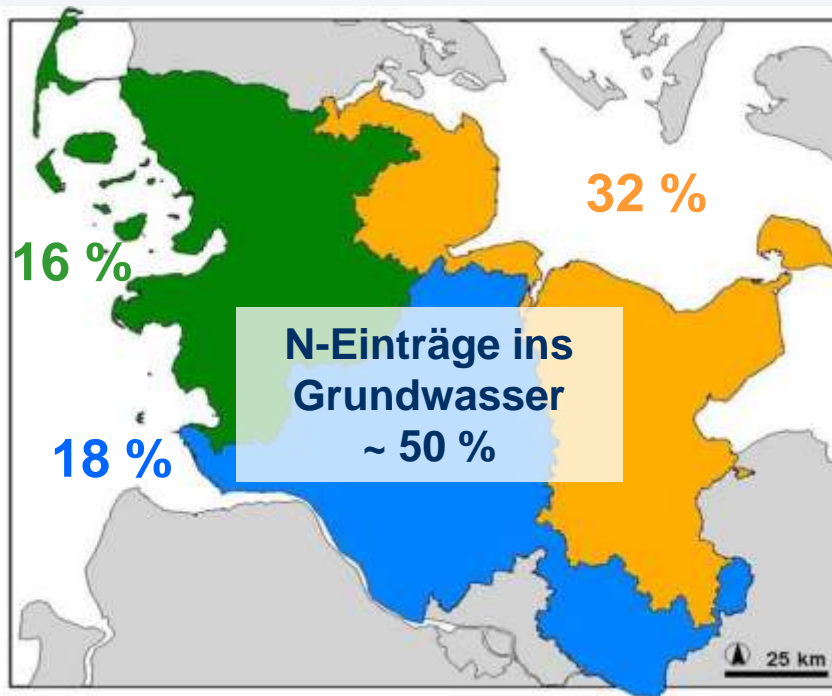 32 %
16 %
N-Einträge ins
Grundwasser
~ 50 %
18 %
25 km